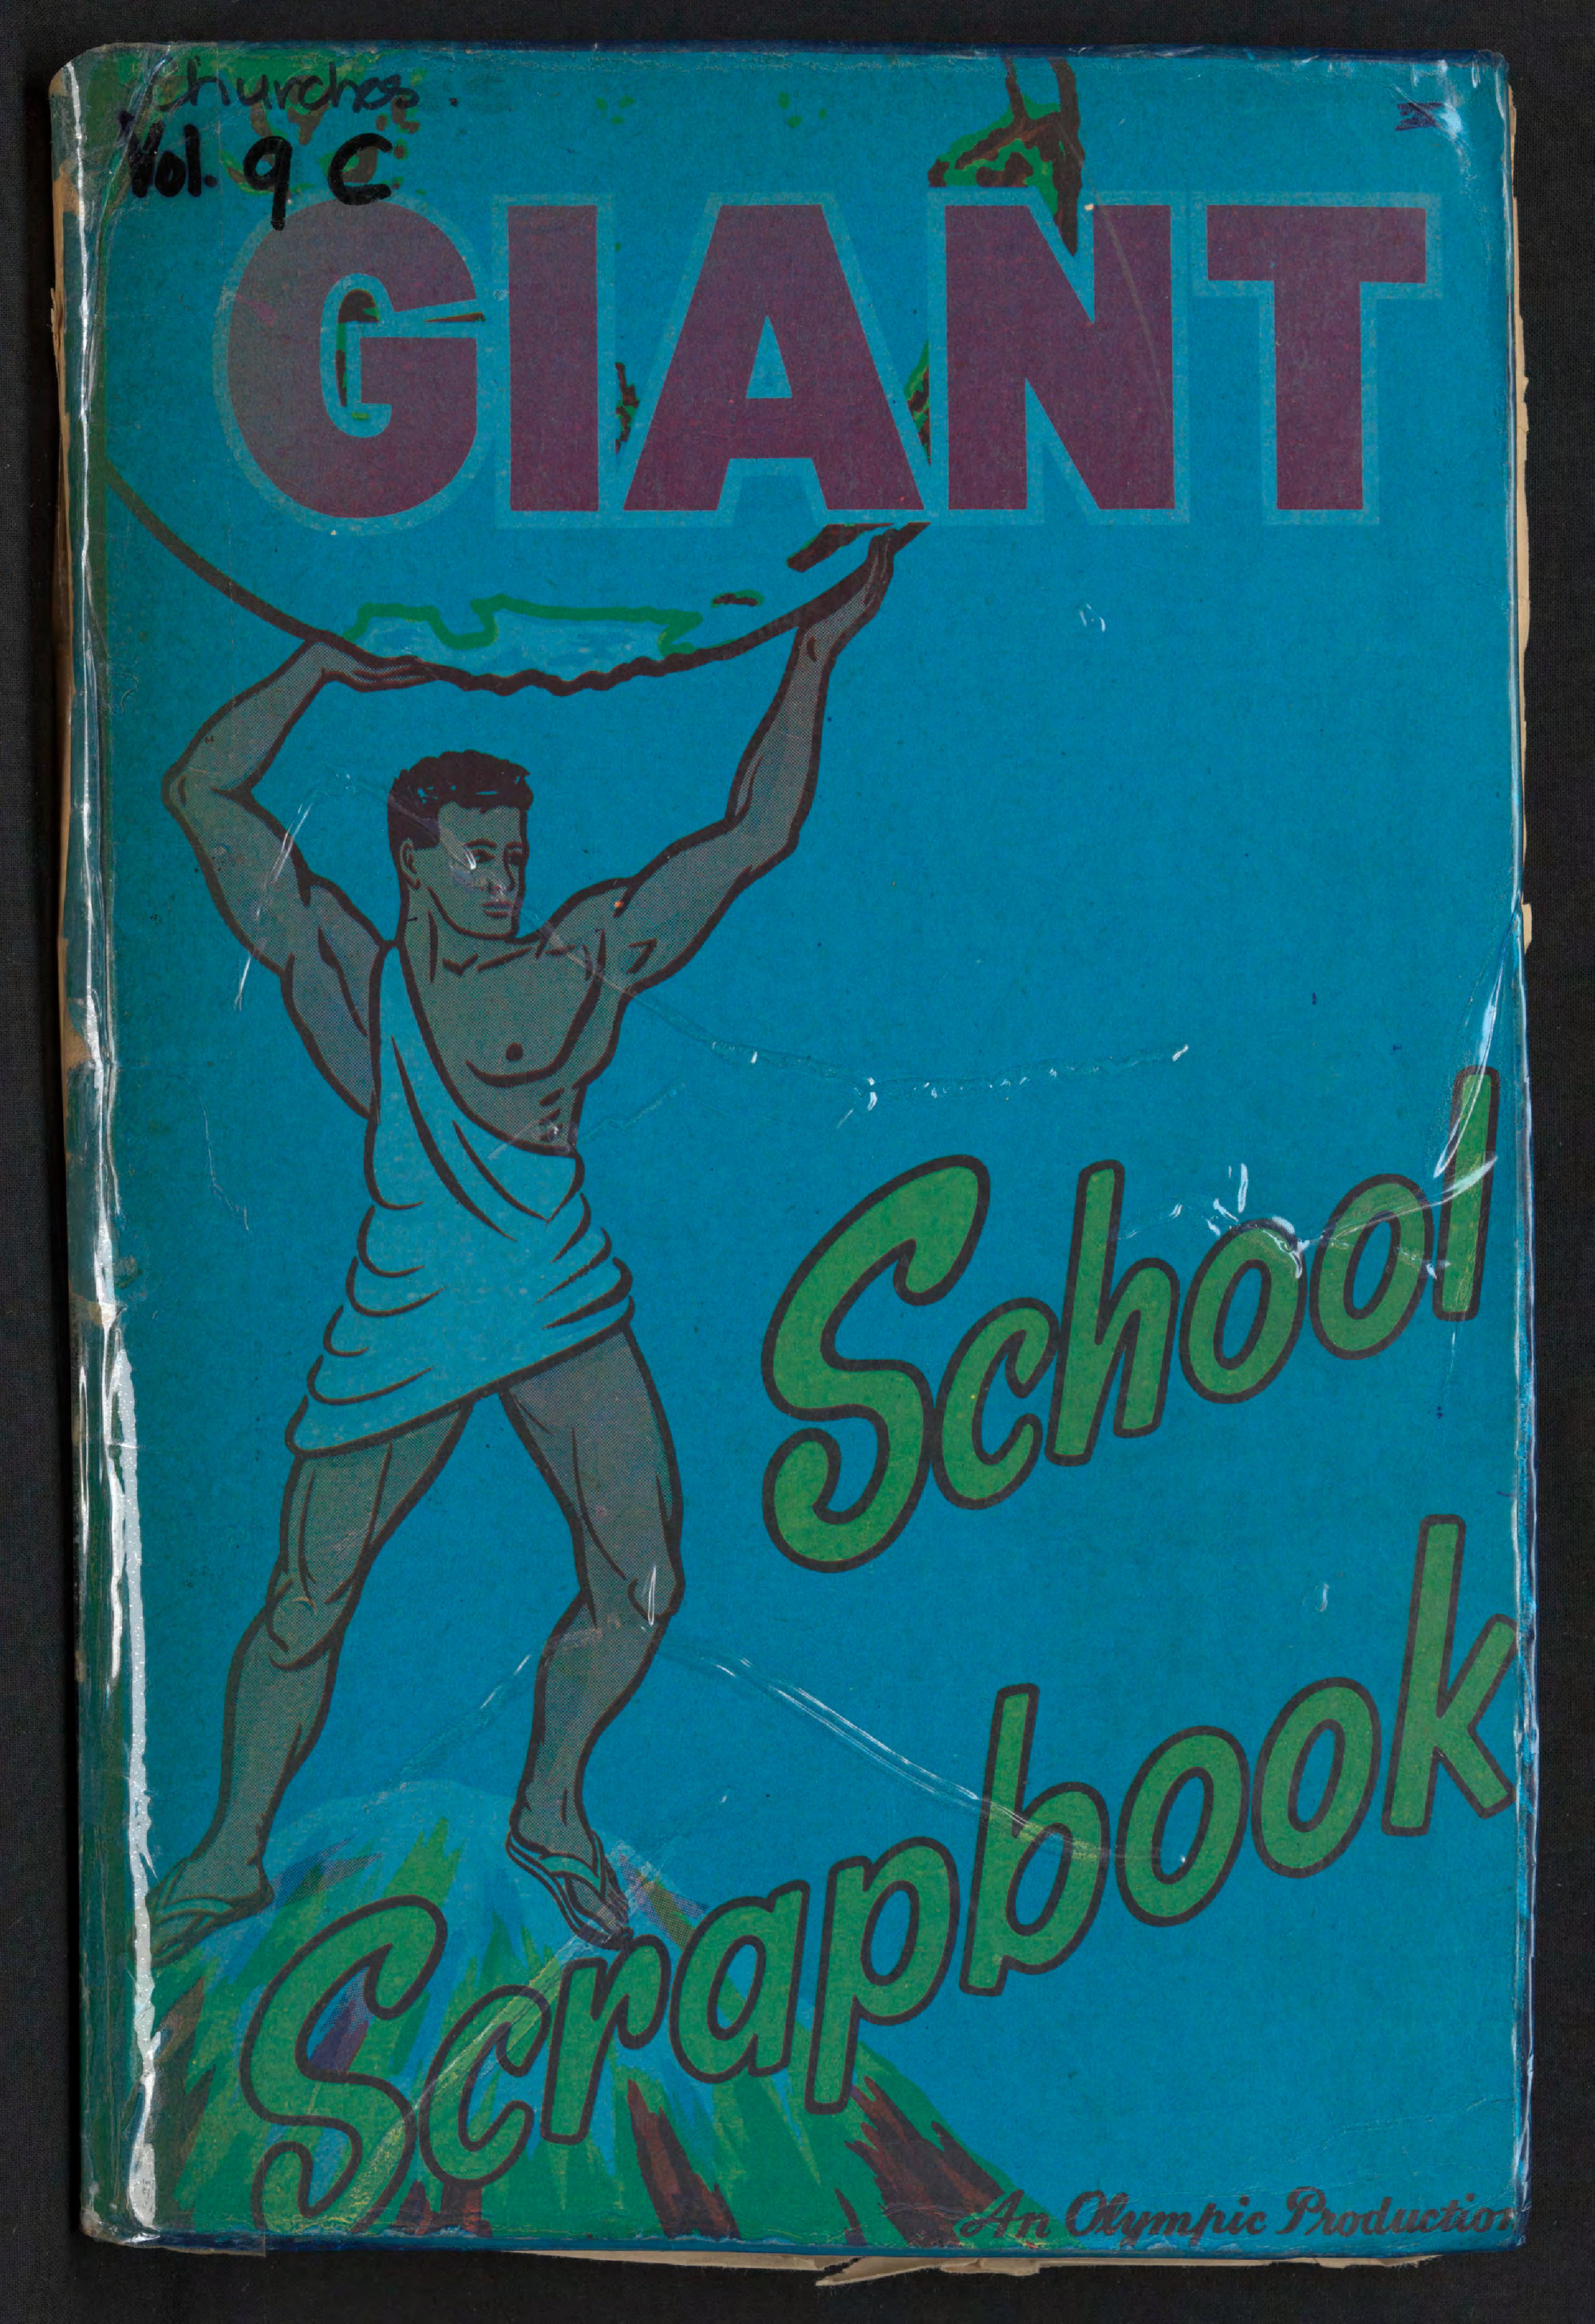 Churches.
Vol. 9 C
GIANT
School
Scrapbook
An Olympic Production